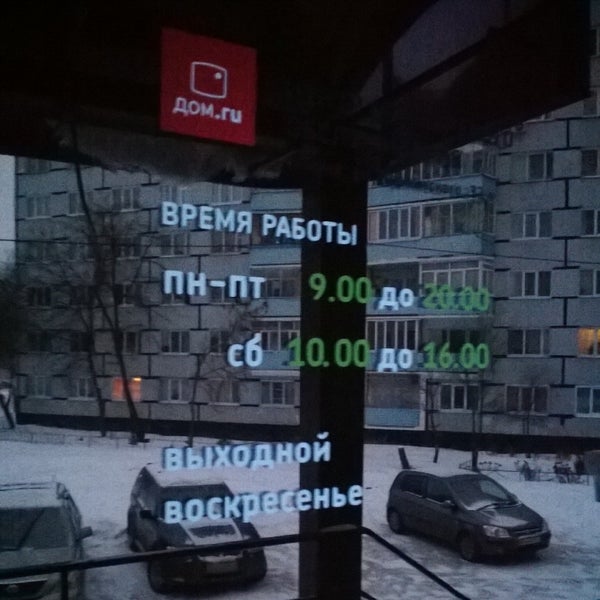 ДОМ.ru
ВРЕМЯ РАБОТЫ
ПН-ПТ 9.00 ДО 20.00
СБ 10.00 ДО 16.00
ВЫХОДНОЙ
ВОСКРЕСЕНЬЕ